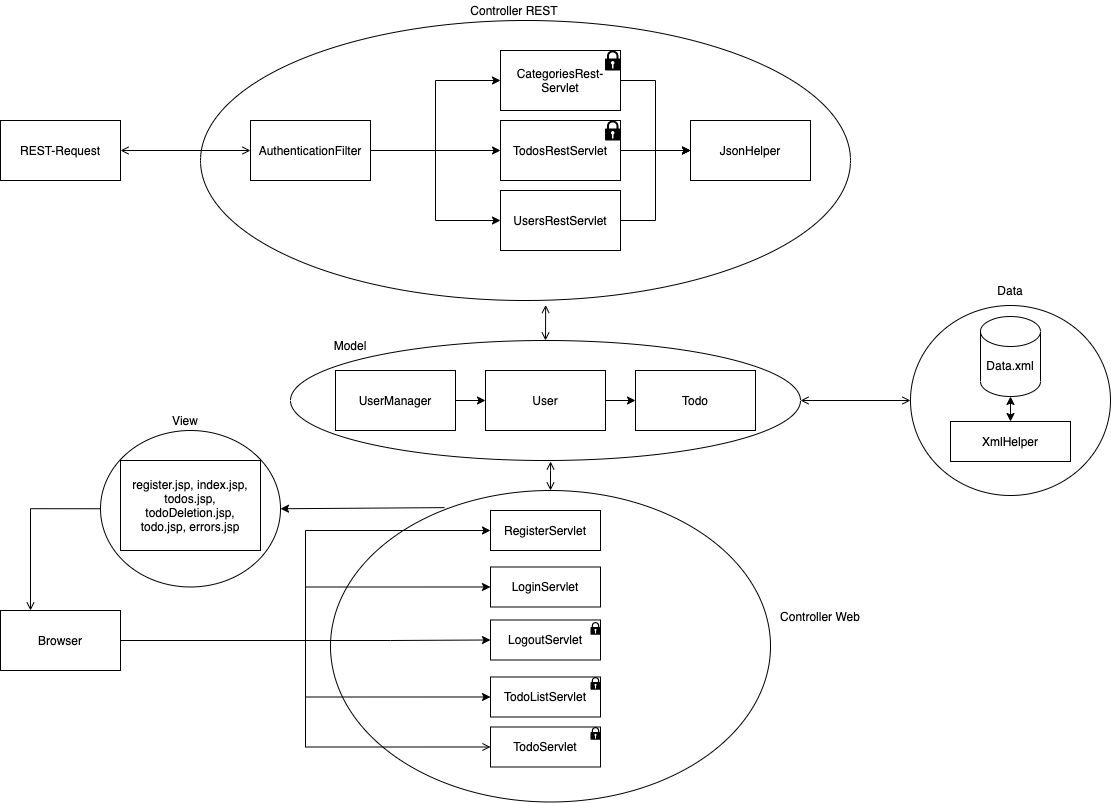 Controller REST
CategoriesRest-
Servlet
REST-Request
AuthenticationFilter
TodosRestServlet
JsonHelper
UsersRestServlet
Data
Data.xml
XmlHelper
Model
UserManager
User
Todo
View
register.jsp, index.jsp,
todos.jsp,
todoDeletion.jsp,
todo.jsp, errors.jsp
RegisterServlet
LoginServlet
Controller Web
Browser
LogoutServlet
TodoListServlet
TodoServlet